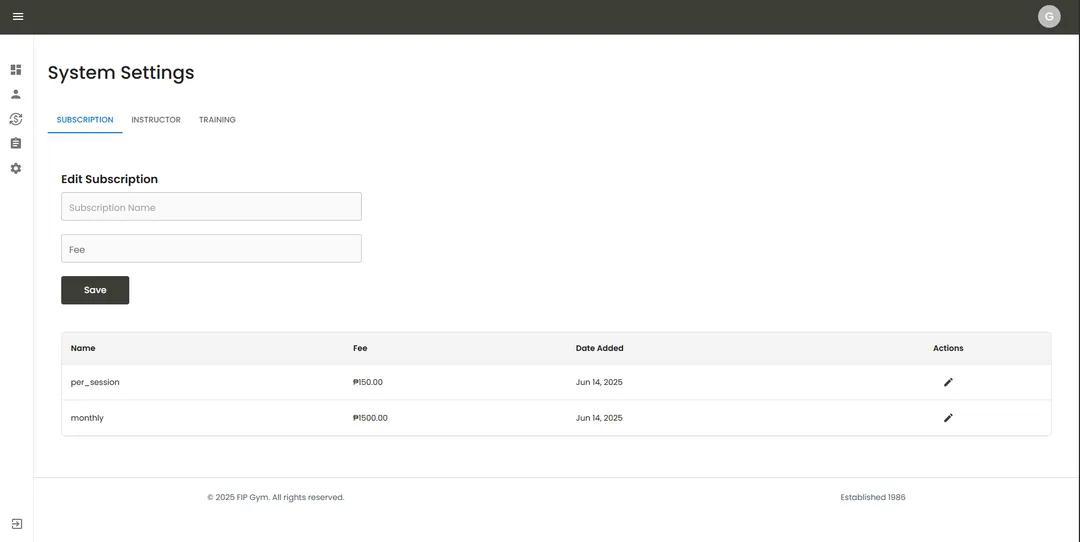 G
System Settings
SUBSCRIPTION INSTRUCTOR TRAINING
Edit Subscription
Subscription Name
Fee
Save
Name Fee Date Added Actions
per_session ₱150.00 Jun 14, 2025
monthly ₱1500.00 Jun 14, 2025
© 2025 FIP Gym. All rights reserved. Established 1986